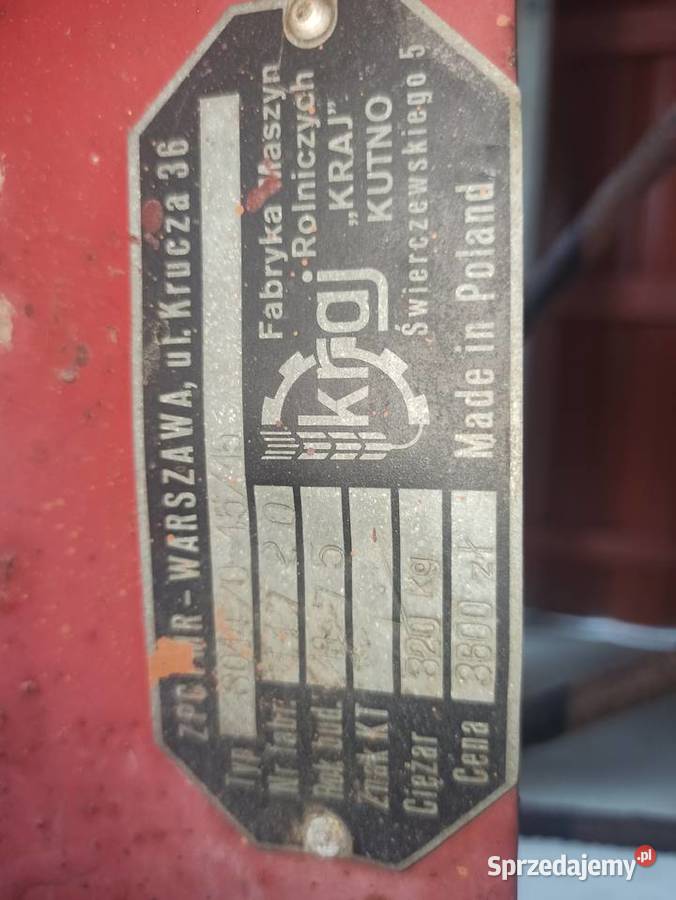 WARSZAWA, ul. Krucza 36
Typ
Fabryka Maszyn
Rolniczych
„KRAJ”
KUTNO
Świerczewskiego 5
kraj
Made in Poland
Nr fabr.
Rok bud.
Znak KT
Ciężar 320 kg
Cena 3600 zł
Sprzedajemy.pl